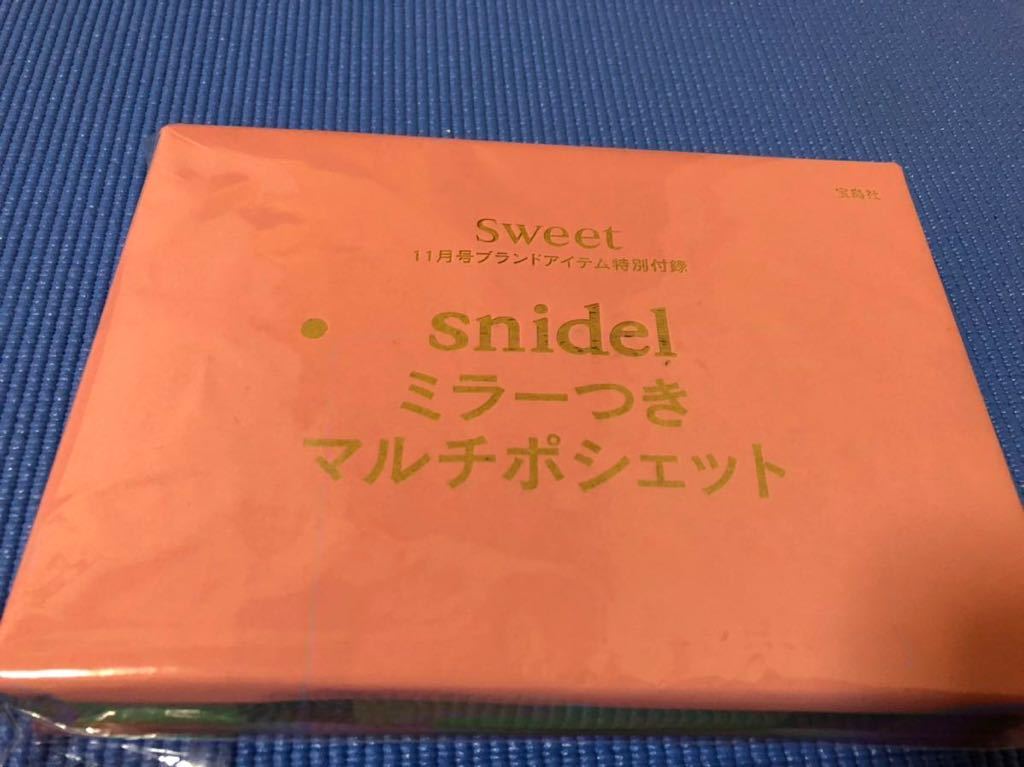 宝島社
sweet
11月号ブランドアイテム特別付録
● snidel
ミラーつき
マルチポシェット